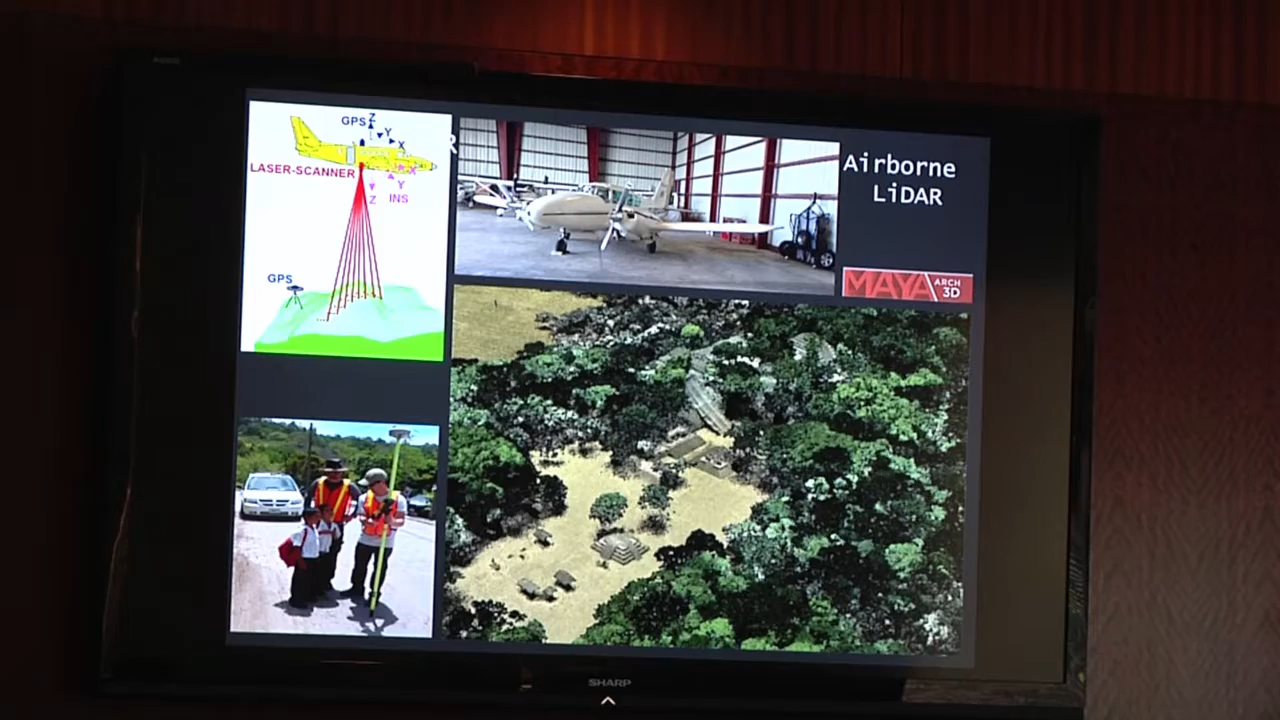 GPS
Z
Y
X
LASER-SCANNER
X
Y
Z
INS
GPS
R
Airborne
LiDAR
MAYA ARCH
3D
SHARP